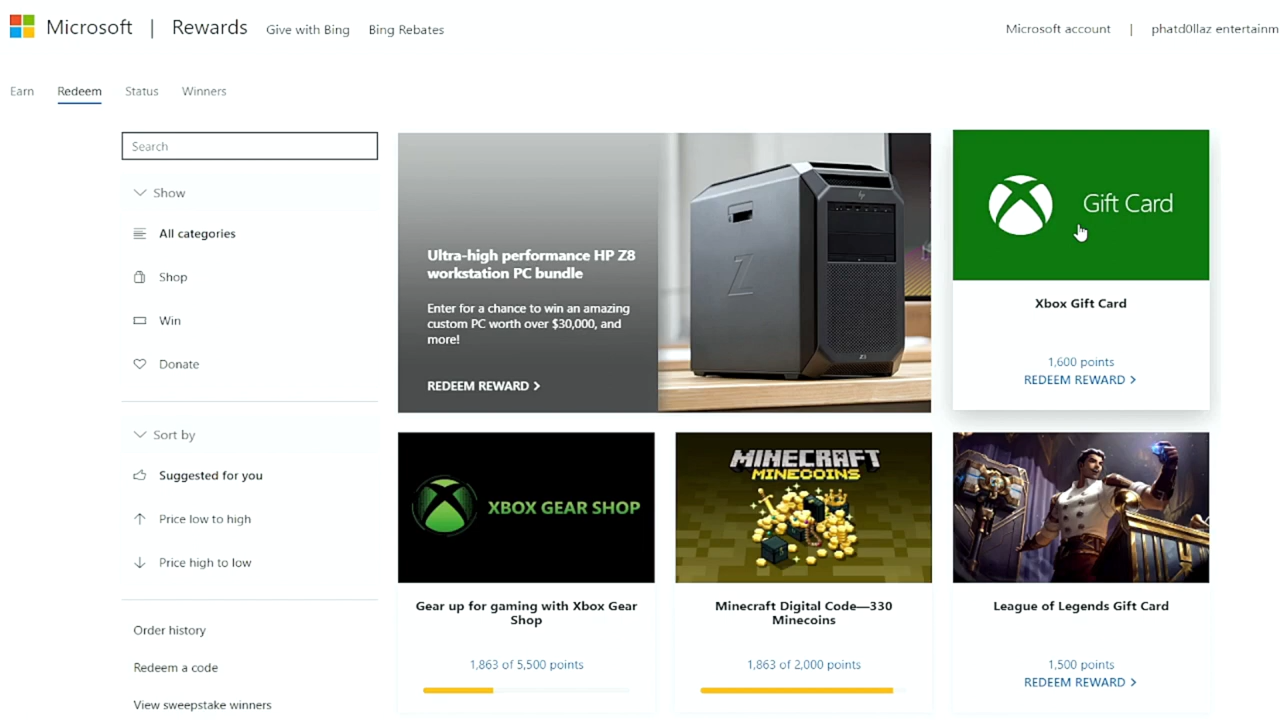 Microsoft | Rewards Give with Bing Bing Rebates
Microsoft account | phatd0llaz entertainm
Earn Redeem Status Winners
Search
Show
All categories
Shop
Win
Donate
Sort by
Suggested for you
Price low to high
Price high to low
Order history
Redeem a code
View sweepstake winners
Ultra-high performance HP Z8
workstation PC bundle
Enter for a chance to win an amazing
custom PC worth over $30,000, and
more!
REDEEM REWARD
hp
Z
Z8
Gift Card
Xbox Gift Card
1,600 points
REDEEM REWARD
XBOX GEAR SHOP
Gear up for gaming with Xbox Gear
Shop
1,863 of 5,500 points
MINECRAFT
MINECOINS
Minecraft Digital Code—330
Minecoins
1,863 of 2,000 points
League of Legends Gift Card
1,500 points
REDEEM REWARD